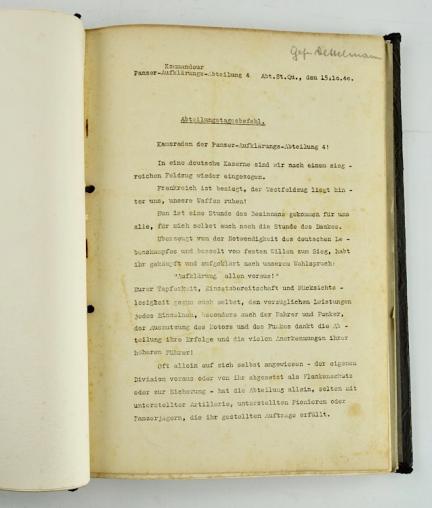 Gefr. Dettelmann
Kommandeur
Panzer-Aufklärungs-Abteilung 4 Abt.St.Qu., den 15.10.40.
Abteilungstagesbefehl.
Kameraden der Panzer-Aufklärungs-Abteilung 4!
In eine deutsche Kaserne sind wir nach einem sieg-
reichen Feldzug wieder eingezogen.
Frankreich ist besiegt, der Westfeldzug liegt hin-
ter uns, unsere Waffen ruhen!
Nun ist eine Stunde des Besinnens gekommen für uns
alle, für mich selbst auch noch die Stunde des Dankes.
Überzeugt von der Notwendigkeit des deutschen Le-
benskampfes und beseelt vom festen Willen zum Sieg, habt
ihr gekämpft und aufgeklärt nach unserem Wahlspruch:
"Aufklärung allen voraus!"
Eurer Tapferkeit, Einsatzbereitschaft und Rücksichts-
losigkeit gegen euch selbst, den vorzüglichen Leistungen
jedes Einzelnen, besonders auch der Fahrer und Funker,
der Ausnutzung des Motors und des Funkes dankt die Ab-
teilung ihre Erfolge und die vielen Anerkennungen ihrer
höheren Führer!
Oft allein auf sich selbst angewiesen - der eigenen
Division voraus oder von ihr abgesetzt als Flankenschutz
oder zur Sicherung - hat die Abteilung allein, selten mit
unterstellter Artillerie, unterstellten Pionieren oder
Panzerjägern, die ihr gestellten Aufträge erfüllt.